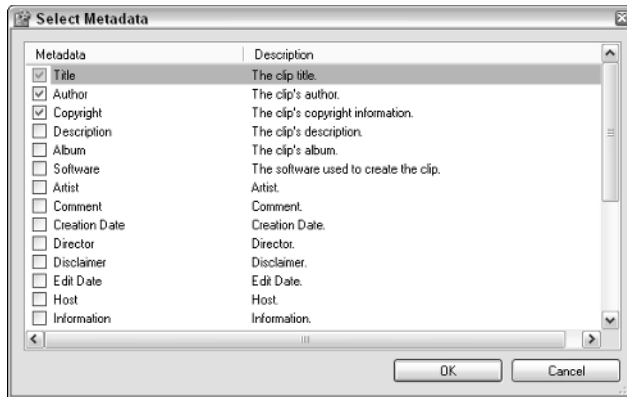 Select Metadata
Metadata Description
Title The clip title.
Author The clip's author.
Copyright The clip's copyright information.
Description The clip's description.
Album The clip's album.
Software The software used to create the clip.
Artist Artist.
Comment Comment.
Creation Date Creation Date.
Director Director.
Disclaimer Disclaimer.
Edit Date Edit Date.
Host Host.
Information Information.
OK Cancel